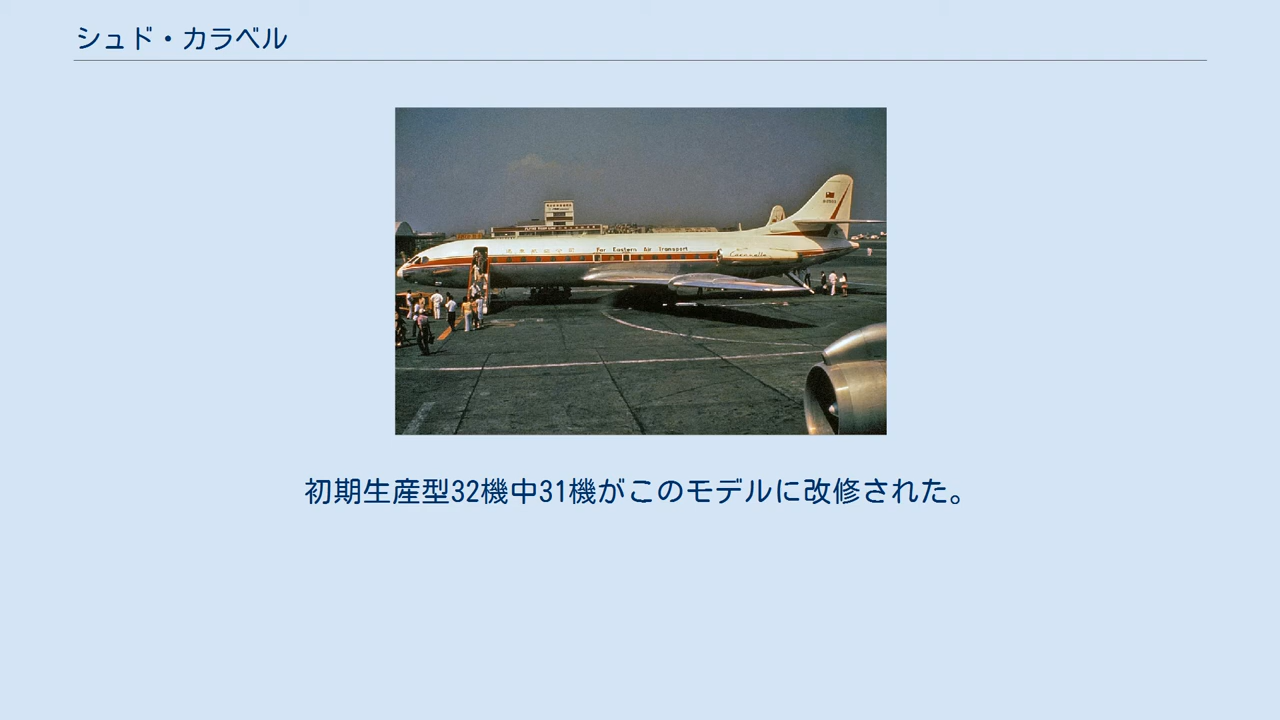 シュド・カラベル
Far Eastern Air Transport
Caravelle
初期生産型32機中31機がこのモデルに改修された。